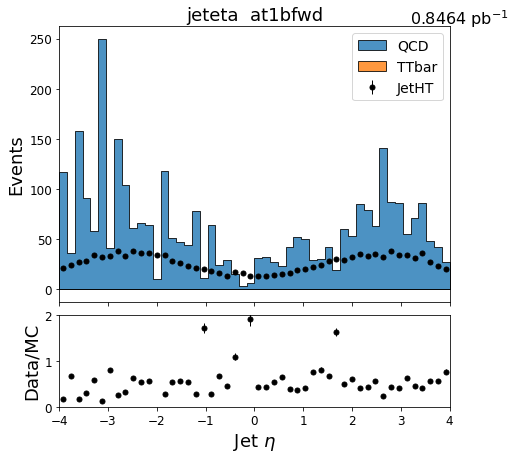 jeteta at1bfwd
0.8464 pb⁻¹
QCD
TTbar
JetHT
Events
250
200
150
100
50
0
Data/MC
2
1
0
−4 −3 −2 −1 0 1 2 3 4
Jet η